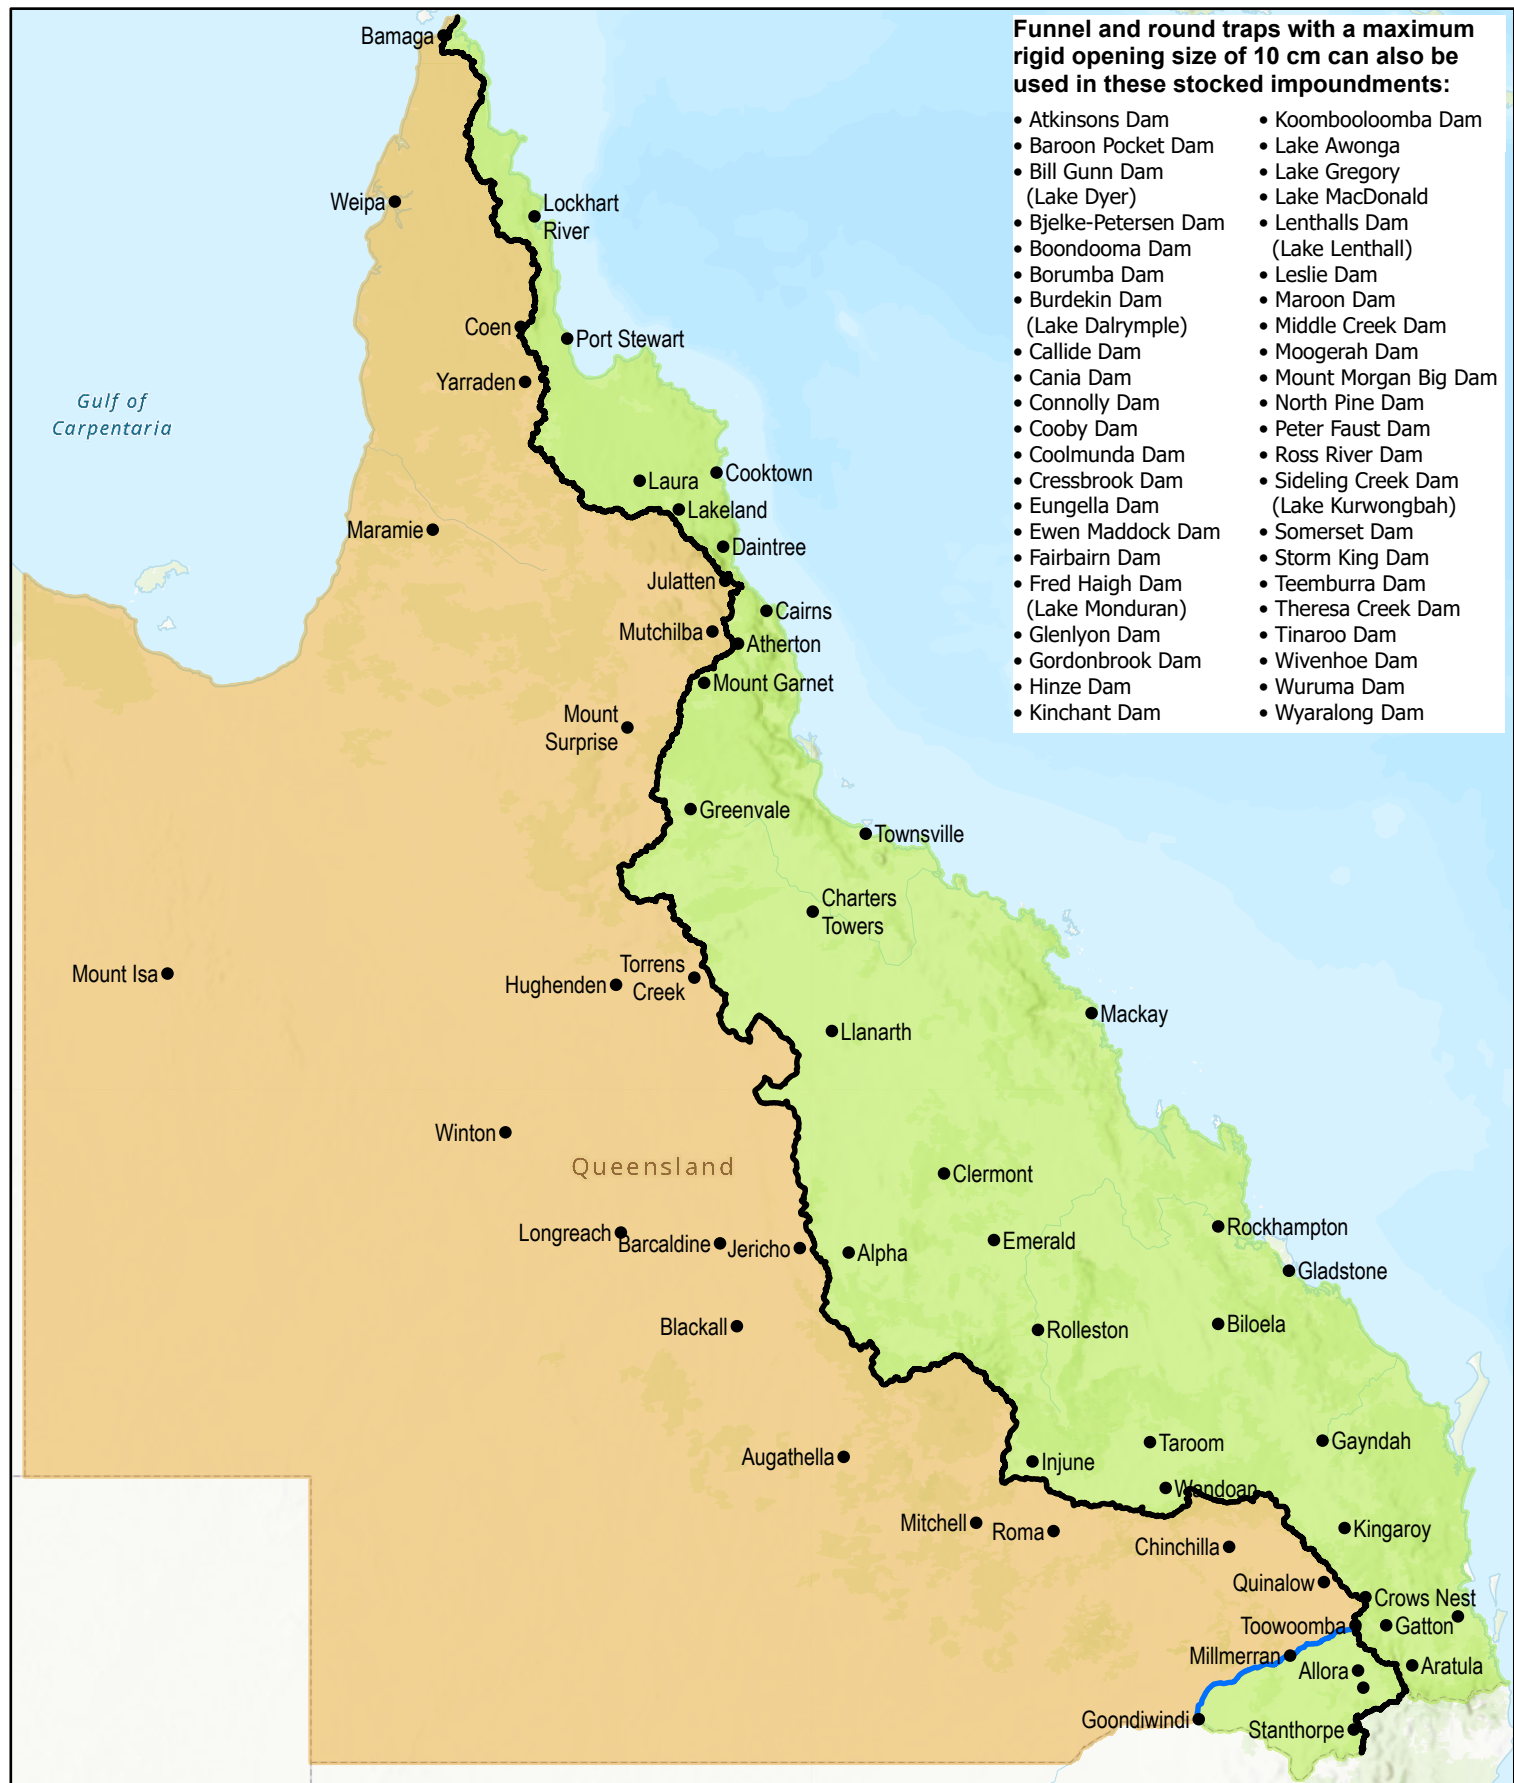 Funnel and round traps with a maximum
rigid opening size of 10 cm can also be
used in these stocked impoundments:
• Atkinsons Dam
• Baroon Pocket Dam
• Bill Gunn Dam
(Lake Dyer)
• Bjelke-Petersen Dam
• Boondooma Dam
• Borumba Dam
• Burdekin Dam
(Lake Dalrymple)
• Callide Dam
• Cania Dam
• Connolly Dam
• Cooby Dam
• Coolmunda Dam
• Cressbrook Dam
• Eungella Dam
• Ewen Maddock Dam
• Fairbairn Dam
• Fred Haigh Dam
(Lake Monduran)
• Glenlyon Dam
• Gordonbrook Dam
• Hinze Dam
• Kinchant Dam
• Koombooloomba Dam
• Lake Awonga
• Lake Gregory
• Lake MacDonald
• Lenthalls Dam
(Lake Lenthall)
• Leslie Dam
• Maroon Dam
• Middle Creek Dam
• Moogerah Dam
• Mount Morgan Big Dam
• North Pine Dam
• Peter Faust Dam
• Ross River Dam
• Sideling Creek Dam
(Lake Kurwongbah)
• Somerset Dam
• Storm King Dam
• Teemburra Dam
• Theresa Creek Dam
• Tinaroo Dam
• Wivenhoe Dam
• Wuruma Dam
• Wyaralong Dam
Bamaga
Weipa
Lockhart
River
Coen
Port Stewart
Yarraden
Gulf of
Carpentaria
Laura
Cooktown
Lakeland
Maramie
Daintree
Julatten
Cairns
Mutchilba
Atherton
Mount Garnet
Mount
Surprise
Greenvale
Townsville
Charters
Towers
Mount Isa
Hughenden
Torrens
Creek
Mackay
Llanarth
Winton
Queensland
Clermont
Longreach
Barcaldine
Jericho
Alpha
Emerald
Rockhampton
Gladstone
Blackall
Rolleston
Biloela
Augathella
Injune
Taroom
Gayndah
Wandoan
Mitchell
Roma
Chinchilla
Kingaroy
Quinalow
Crows Nest
Toowoomba
Gatton
Millmerran
Allora
Aratula
Goondiwindi
Stanthorpe